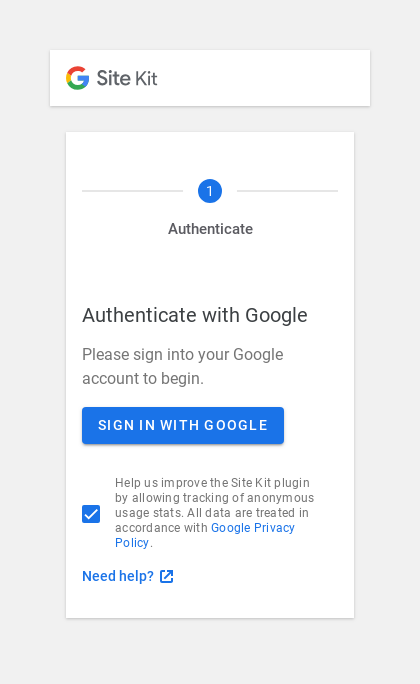 Site Kit
1
Authenticate
Authenticate with Google
Please sign into your Google
account to begin.
SIGN IN WITH GOOGLE
Help us improve the Site Kit plugin
by allowing tracking of anonymous
usage stats. All data are treated in
accordance with Google Privacy
Policy.
Need help?